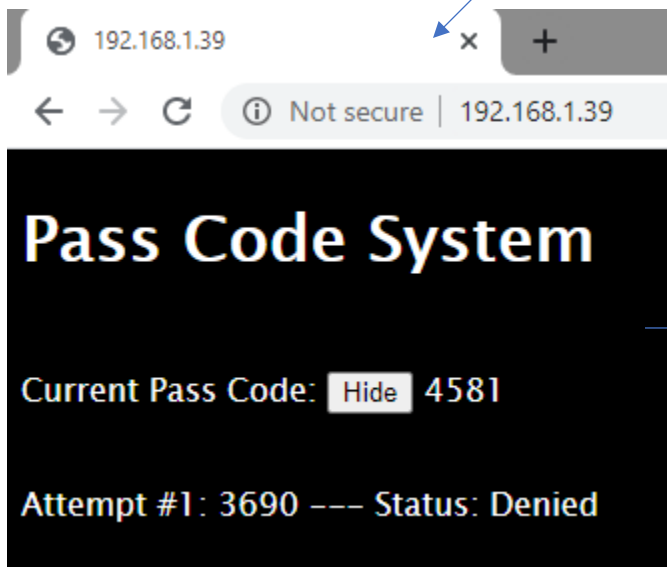 192.168.1.39
Not secure | 192.168.1.39
Pass Code System
Current Pass Code: Hide 4581
Attempt #1: 3690 --- Status: Denied